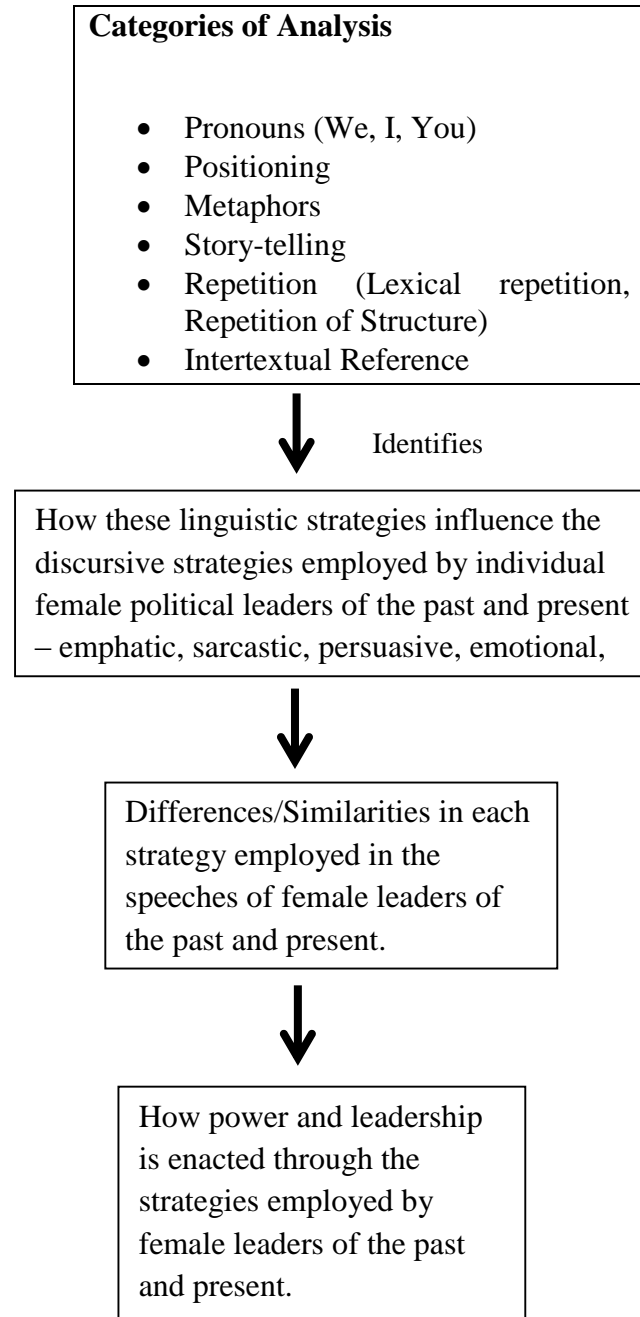 Categories of Analysis
• Pronouns (We, I, You)
• Positioning
• Metaphors
• Story-telling
• Repetition (Lexical repetition,
Repetition of Structure)
• Intertextual Reference
Identifies
How these linguistic strategies influence the
discursive strategies employed by individual
female political leaders of the past and present
– emphatic, sarcastic, persuasive, emotional,
Differences/Similarities in each
strategy employed in the
speeches of female leaders of
the past and present.
How power and leadership
is enacted through the
strategies employed by
female leaders of the past
and present.